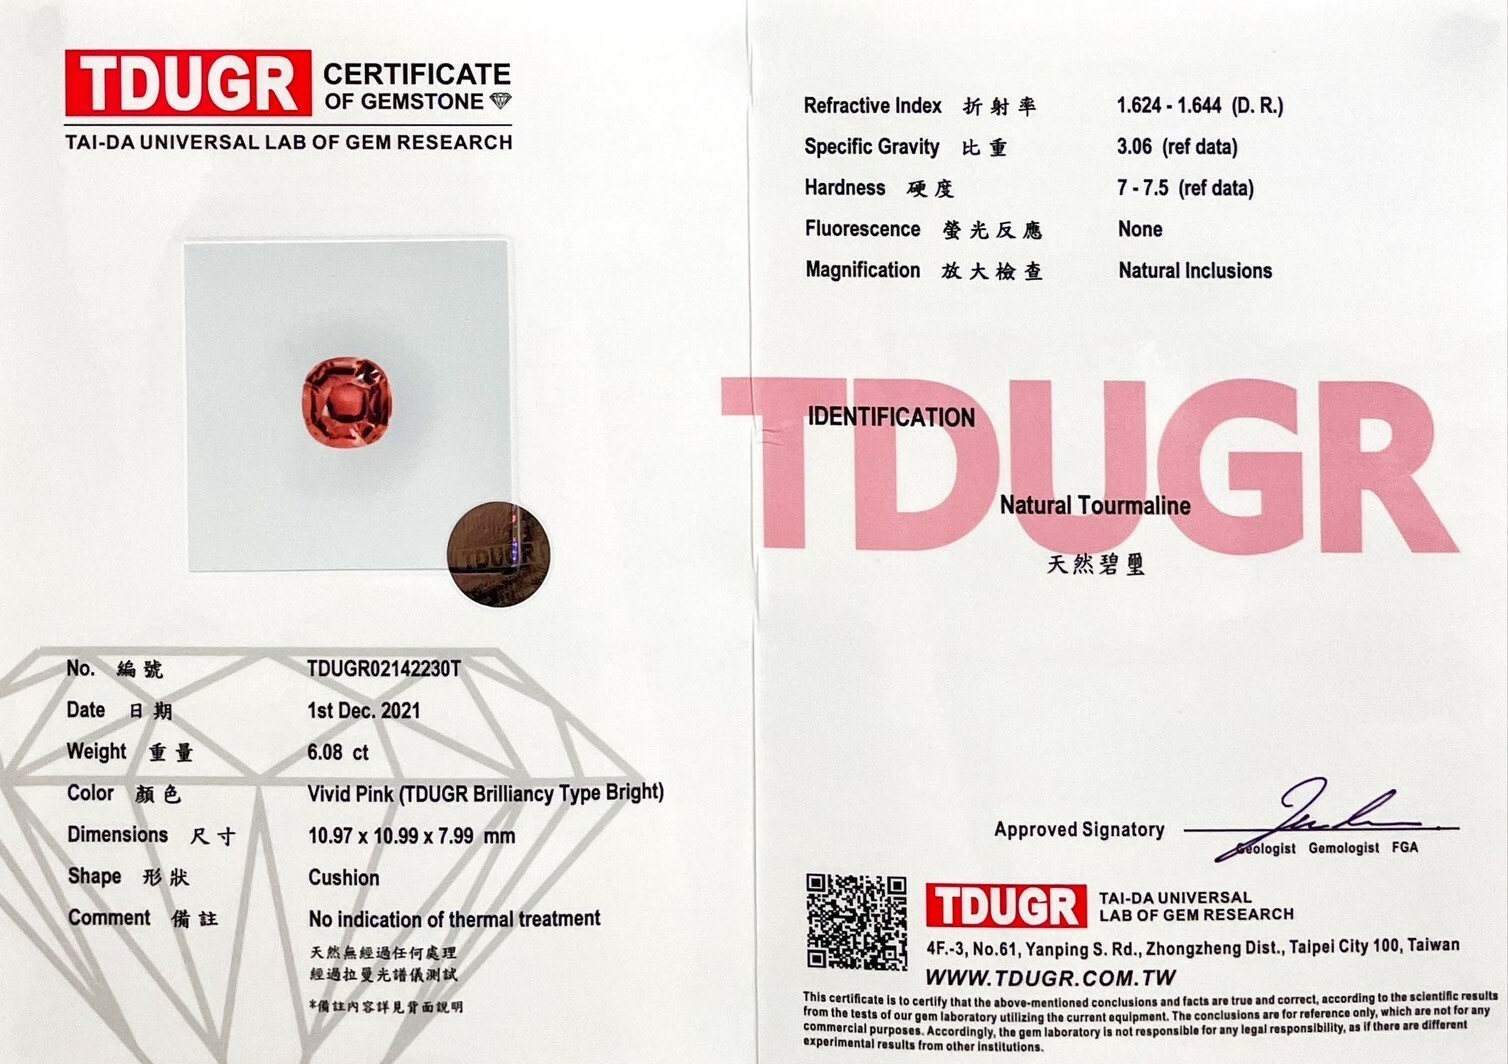 TDUGR CERTIFICATE
OF GEMSTONE
TAI-DA UNIVERSAL LAB OF GEM RESEARCH
TDUGR
No. 編號 TDUGR02142230T
Date 日期 1st Dec. 2021
Weight 重量 6.08 ct
Color 顏色 Vivid Pink (TDUGR Brilliancy Type Bright)
Dimensions 尺寸 10.97 x 10.99 x 7.99 mm
Shape 形狀 Cushion
Comment 備註 No indication of thermal treatment
天然無經過任何處理
經過拉曼光譜儀測試
*備註內容詳見背面說明
Refractive Index 折射率 1.624 - 1.644 (D. R.)
Specific Gravity 比重 3.06 (ref data)
Hardness 硬度 7 - 7.5 (ref data)
Fluorescence 螢光反應 None
Magnification 放大檢查 Natural Inclusions
TDUGR
IDENTIFICATION
Natural Tourmaline
天然碧璽
Approved Signatory
Geologist Gemologist FGA
TDUGR TAI-DA UNIVERSAL
LAB OF GEM RESEARCH
4F.-3, No.61, Yanping S. Rd., Zhongzheng Dist., Taipei City 100, Taiwan
WWW.TDUGR.COM.TW
This certificate is to certify that the above-mentioned conclusions and facts are true and correct, according to the scientific results
from the tests of our gem laboratory utilizing the current equipment. The conclusions are for reference only, which are not for any
commercial purposes. Accordingly, the gem laboratory is not responsible for any legal responsibility, as if there are different
experimental results from other institutions.